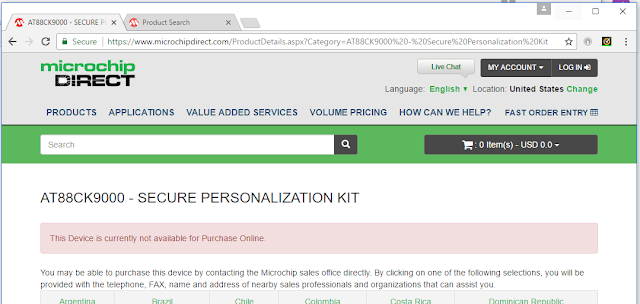 AT88CK9000 - SECURE P
Product Search
Secure https://www.microchipdirect.com/ProductDetails.aspx?Category=AT88CK9000%20-%20Secure%20Personalization%20Kit
microchip
DIRECT
Live Chat
MY ACCOUNT
LOG IN
Language: English Location: United States Change
PRODUCTS APPLICATIONS VALUE ADDED SERVICES VOLUME PRICING HOW CAN WE HELP? FAST ORDER ENTRY
Search
: 0 Item(s) - USD 0.0
AT88CK9000 - SECURE PERSONALIZATION KIT
This Device is currently not available for Purchase Online.
You may be able to purchase this device by contacting the Microchip sales office directly. By clicking on one of the following selections, you will be
provided with the telephone, FAX, name and address of nearby sales professionals and organizations that can assist you.
Argentina Brazil Chile Colombia Costa Rica Dominican Republic